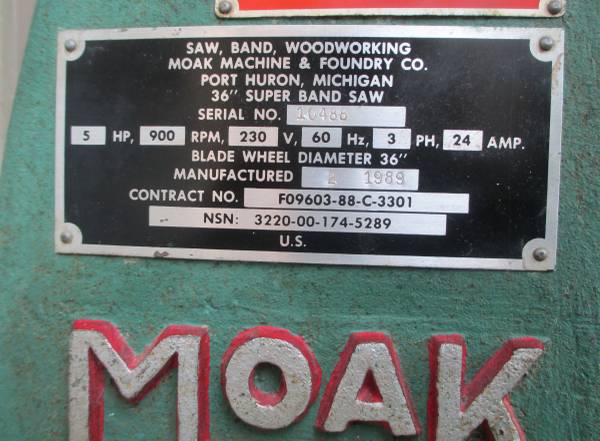 SAW, BAND, WOODWORKING
MOAK MACHINE & FOUNDRY CO.
PORT HURON, MICHIGAN
36" SUPER BAND SAW
SERIAL NO. 10486
5 HP, 900 RPM, 230 V, 60 Hz, 3 PH, 24 AMP.
BLADE WHEEL DIAMETER 36"
MANUFACTURED 2 1989
CONTRACT NO. F09603-88-C-3301
NSN: 3220-00-174-5289
U.S.
MOAK